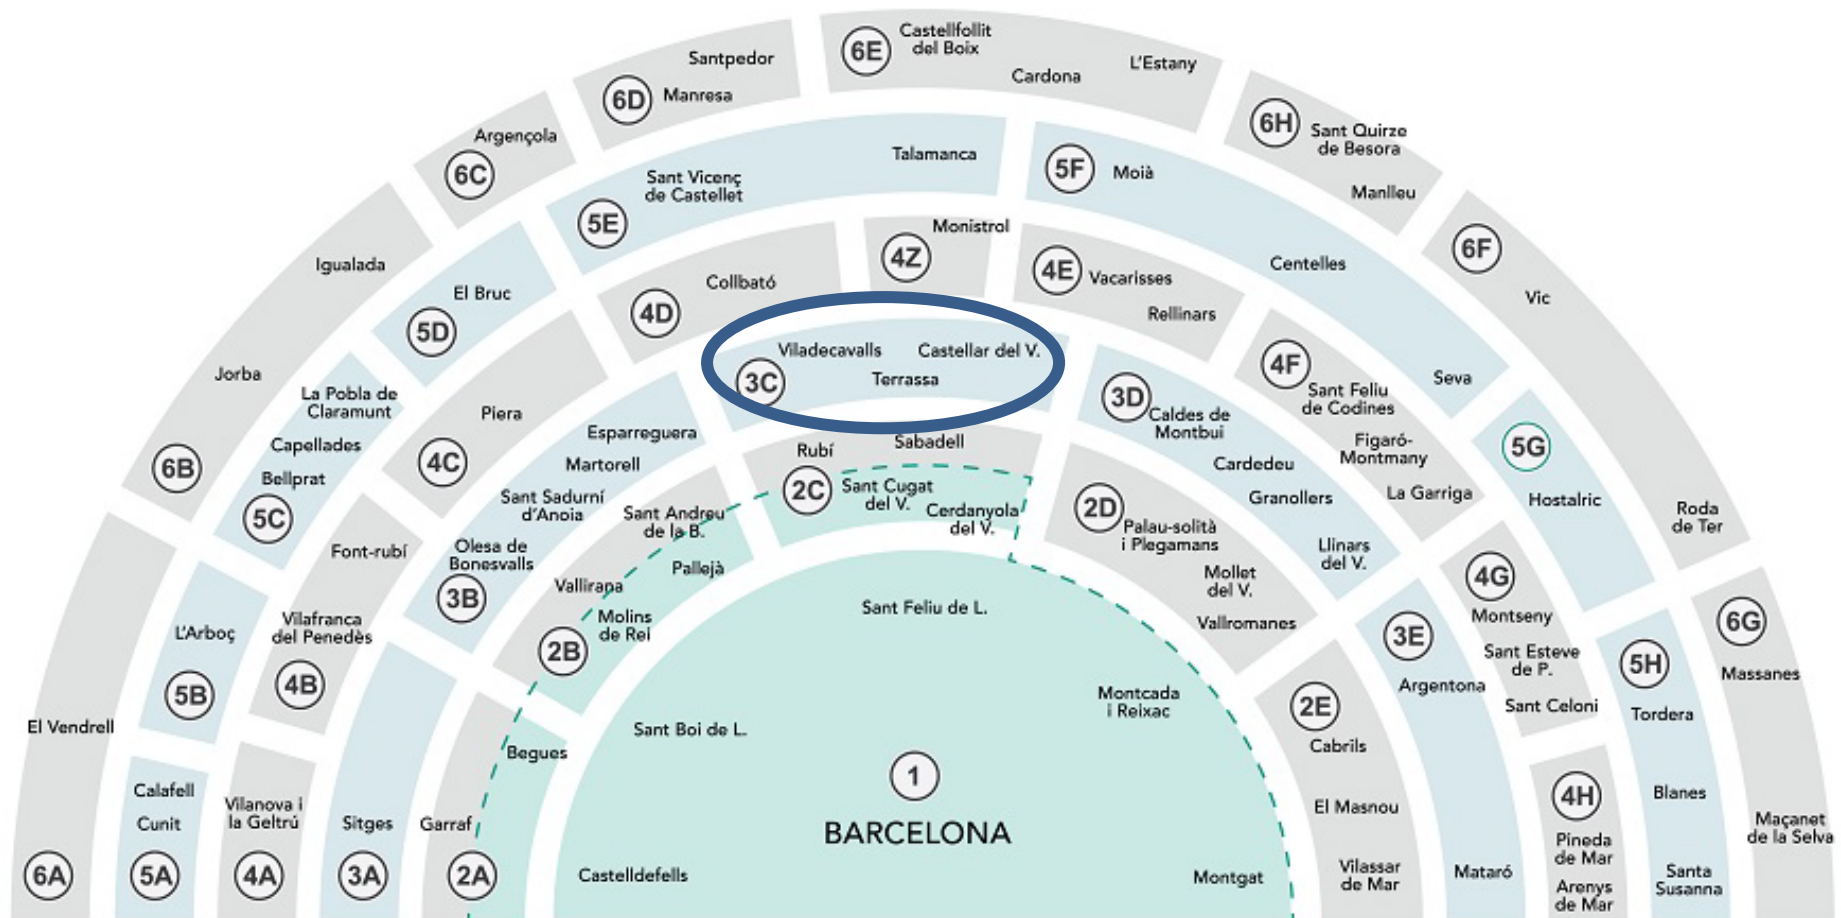 6E
Castellfollit
del Boix
Cardona
L'Estany
Santpedor
6D
Manresa
Argençola
6C
6H
Sant Quirze
de Besora
Manlleu
Talamanca
Sant Vicenç
de Castellet
5E
5F
Moià
Centelles
Seva
6F
Vic
Roda
de Ter
Igualada
Jorba
6B
El Bruc
5D
La Pobla de
Claramunt
Capellades
Bellprat
5C
Collbató
4D
Monistrol
4Z
4E
Vacarisses
Rellinars
4F
Sant Feliu
de Codines
Figaró-
Montmany
La Garriga
5G
Hostalric
Piera
4C
Viladecavalls
Castellar del V.
3C
Terrassa
3D
Caldes de
Montbui
Cardedeu
Granollers
Llinars
del V.
Esparreguera
Martorell
Sant Sadurní
d'Anoia
Olesa de
Bonesvalls
3B
Rubí
Sabadell
2C
Sant Cugat
del V.
Cerdanyola
del V.
2D
Palau-solità
i Plegamans
Mollet
del V.
Vallromanes
Sant Andreu
de la B.
Pallejà
Vallirana
Molins
de Rei
2B
Font-rubí
Vilafranca
del Penedès
4B
L'Arboç
5B
El Vendrell
6A
Calafell
Cunit
5A
Vilanova i
la Geltrú
4A
Sitges
3A
Garraf
2A
Begues
Sant Feliu de L.
Sant Boi de L.
Montcada
i Reixac
1
BARCELONA
Castelldefells
Montgat
2E
Cabrils
El Masnou
Vilassar
de Mar
3E
Argentona
Mataró
4G
Montseny
Sant Esteve
de P.
Sant Celoni
4H
Pineda
de Mar
Arenys
de Mar
5H
Tordera
Blanes
Santa
Susanna
6G
Massanes
Maçanet
de la Selva